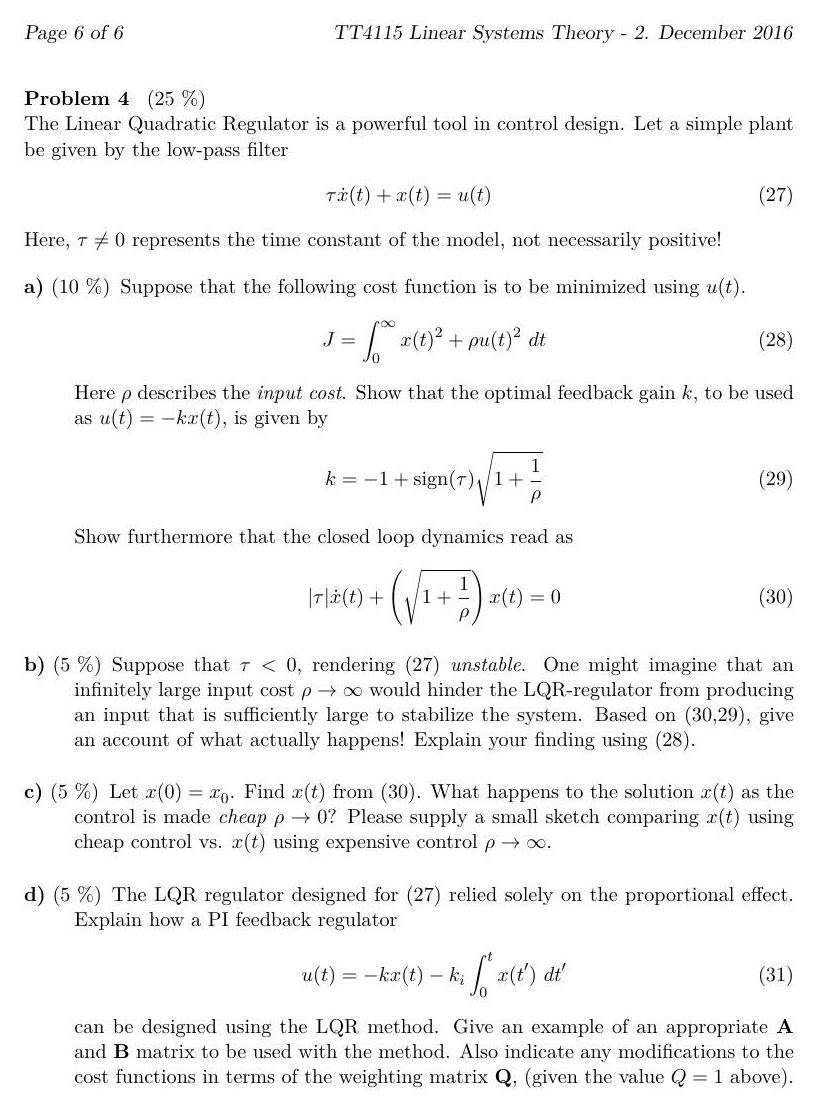 Page 6 of 6 TT4115 Linear Systems Theory - 2. December 2016
Problem 4 (25 %)
The Linear Quadratic Regulator is a powerful tool in control design. Let a simple plant
be given by the low-pass filter
τẋ(t) + x(t) = u(t) (27)
Here, τ ≠ 0 represents the time constant of the model, not necessarily positive!
a) (10 %) Suppose that the following cost function is to be minimized using u(t).
J = ∫₀^∞ x(t)² + ρu(t)² dt (28)
Here ρ describes the input cost. Show that the optimal feedback gain k, to be used
as u(t) = −kx(t), is given by
k = −1 + sign(τ)√(1 + 1/ρ) (29)
Show furthermore that the closed loop dynamics read as
|τ|ẋ(t) + (√(1 + 1/ρ)) x(t) = 0 (30)
b) (5 %) Suppose that τ < 0, rendering (27) unstable. One might imagine that an
infinitely large input cost ρ → ∞ would hinder the LQR-regulator from producing
an input that is sufficiently large to stabilize the system. Based on (30,29), give
an account of what actually happens! Explain your finding using (28).
c) (5 %) Let x(0) = x₀. Find x(t) from (30). What happens to the solution x(t) as the
control is made cheap ρ → 0? Please supply a small sketch comparing x(t) using
cheap control vs. x(t) using expensive control ρ → ∞.
d) (5 %) The LQR regulator designed for (27) relied solely on the proportional effect.
Explain how a PI feedback regulator
u(t) = −kx(t) − kᵢ ∫₀^t x(t′) dt′ (31)
can be designed using the LQR method. Give an example of an appropriate A
and B matrix to be used with the method. Also indicate any modifications to the
cost functions in terms of the weighting matrix Q, (given the value Q = 1 above).